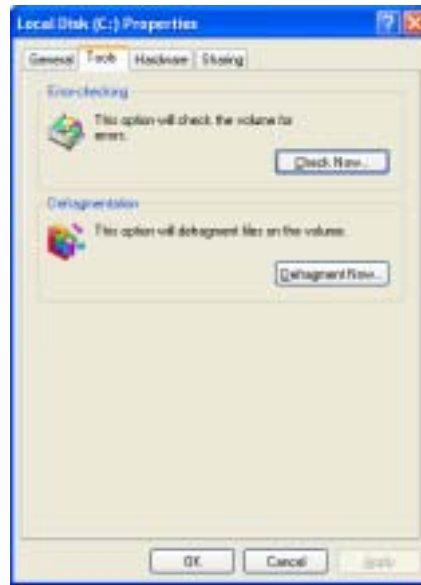 Local Disk (C:) Properties
General Tools Hardware Sharing
Error-checking
This option will check the volume for
errors.
Check Now...
Defragmentation
This option will defragment files on the volume.
Defragment Now...
OK Cancel Apply